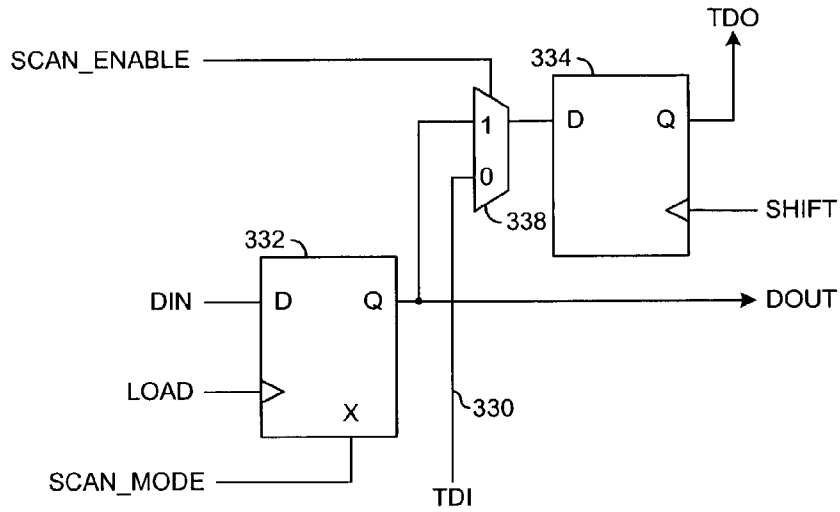 TDO
SCAN_ENABLE
334
1
D
Q
0
338
SHIFT
332
DIN
D
Q
DOUT
LOAD
X
330
SCAN_MODE
TDI